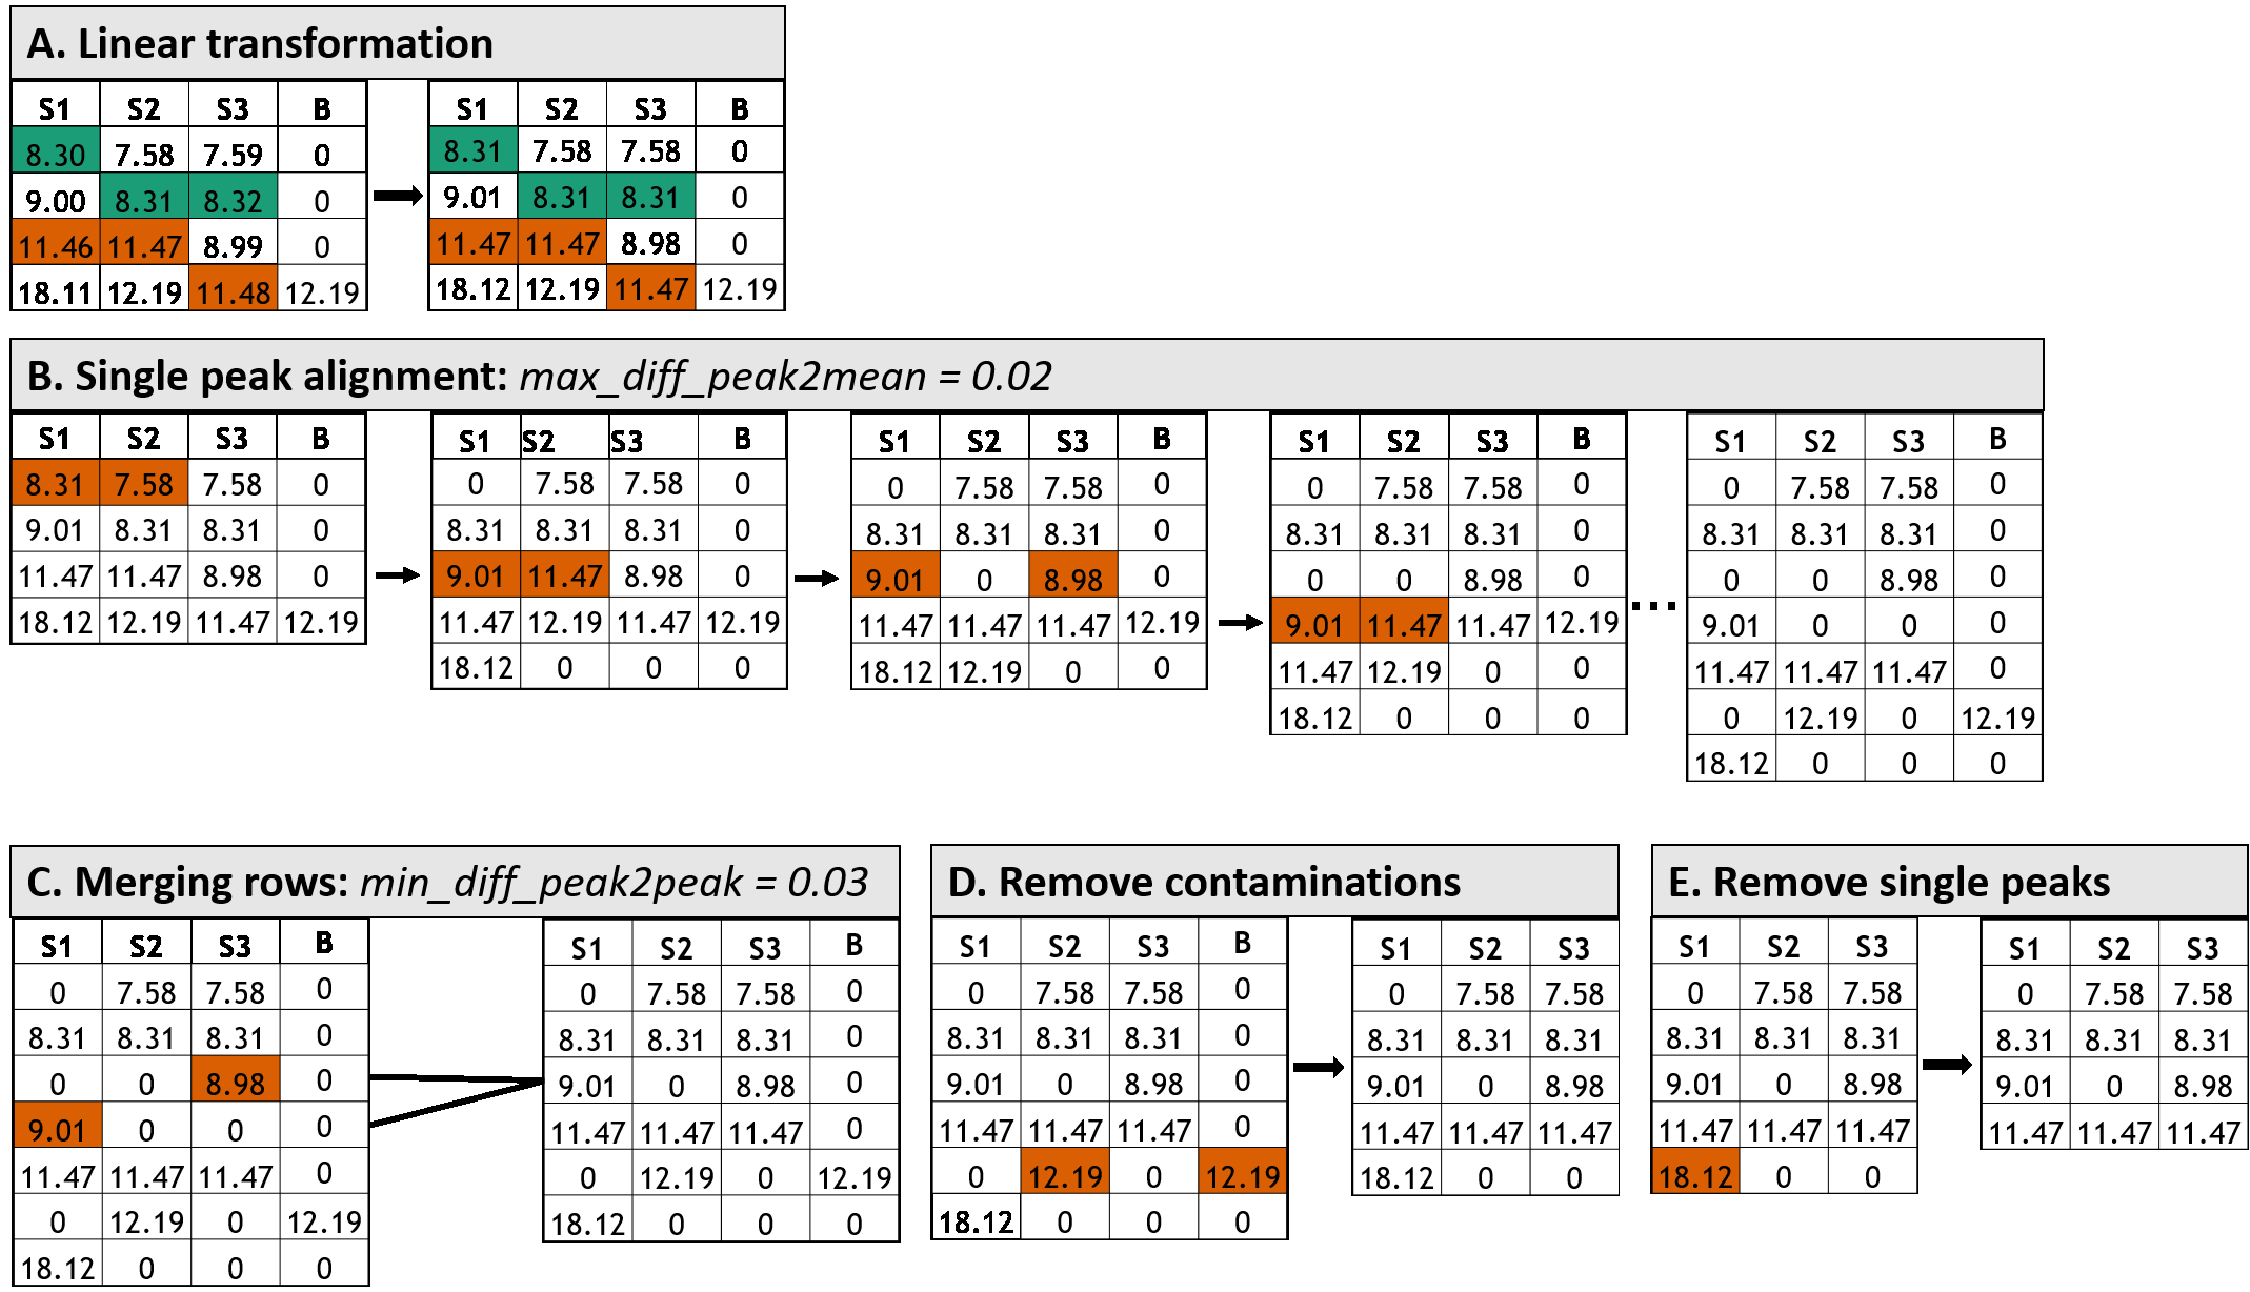 A. Linear transformation
S1 S2 S3 B S1 S2 S3 B
8.30 7.58 7.59 0 8.31 7.58 7.58 0
9.00 8.31 8.32 0 9.01 8.31 8.31 0
11.46 11.47 8.99 0 11.47 11.47 8.98 0
18.11 12.19 11.48 12.19 18.12 12.19 11.47 12.19
B. Single peak alignment: max_diff_peak2mean = 0.02
S1 S2 S3 B S1 S2 S3 B S1 S2 S3 B S1 S2 S3 B S1 S2 S3 B
8.31 7.58 7.58 0 0 7.58 7.58 0 0 7.58 7.58 0 0 7.58 7.58 0 0 7.58 7.58 0
9.01 8.31 8.31 0 8.31 8.31 8.31 0 8.31 8.31 8.31 0 8.31 8.31 8.31 0 8.31 8.31 8.31 0
11.47 11.47 8.98 0 9.01 11.47 8.98 0 9.01 0 8.98 0 0 0 8.98 0 0 0 8.98 0
18.12 12.19 11.47 12.19 11.47 12.19 11.47 12.19 11.47 11.47 11.47 12.19 9.01 11.47 11.47 12.19 ... 9.01 0 0 0
18.12 0 0 0 18.12 12.19 0 0 11.47 12.19 0 0 11.47 11.47 11.47 0
18.12 0 0 0 0 12.19 0 12.19
18.12 0 0 0
C. Merging rows: min_diff_peak2peak = 0.03
S1 S2 S3 B S1 S2 S3 B
0 7.58 7.58 0 0 7.58 7.58 0
8.31 8.31 8.31 0 8.31 8.31 8.31 0
0 0 8.98 0 9.01 0 8.98 0
9.01 0 0 0 11.47 11.47 11.47 0
11.47 11.47 11.47 0 0 12.19 0 12.19
0 12.19 0 12.19 18.12 0 0 0
18.12 0 0 0
D. Remove contaminations
S1 S2 S3 B S1 S2 S3
0 7.58 7.58 0 0 7.58 7.58
8.31 8.31 8.31 0 8.31 8.31 8.31
9.01 0 8.98 0 9.01 0 8.98
11.47 11.47 11.47 0 11.47 11.47 11.47
0 12.19 0 12.19 18.12 0 0
18.12 0 0 0
E. Remove single peaks
S1 S2 S3 S1 S2 S3
0 7.58 7.58 0 7.58 7.58
8.31 8.31 8.31 8.31 8.31 8.31
9.01 0 8.98 9.01 0 8.98
11.47 11.47 11.47 11.47 11.47 11.47
18.12 0 0